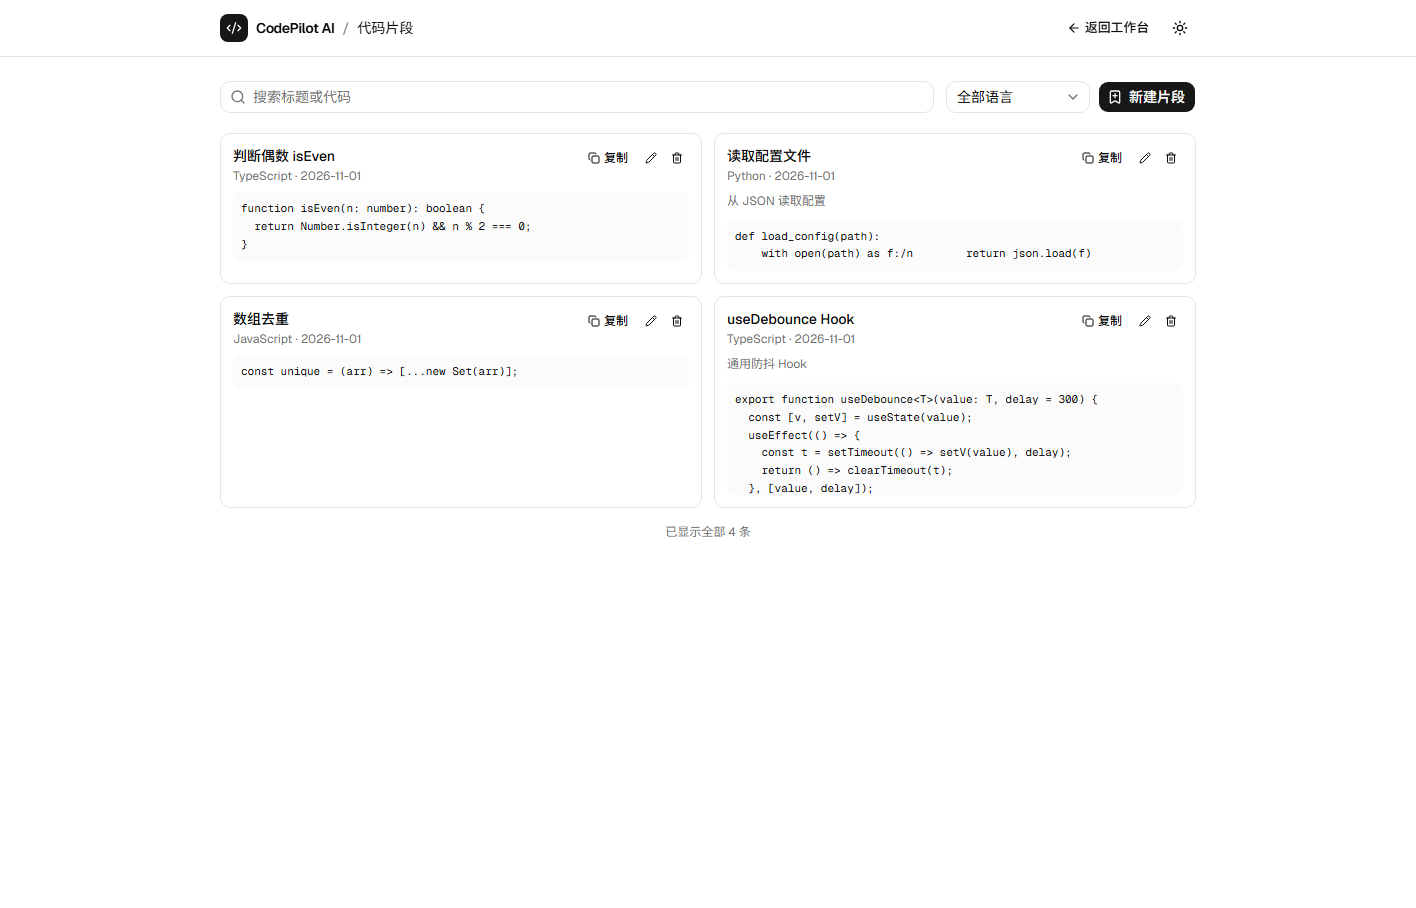 CodePilot AI / 代码片段
返回工作台
搜索标题或代码
全部语言
新建片段
判断偶数 isEven
复制
TypeScript · 2026-11-01
function isEven(n: number): boolean {
  return Number.isInteger(n) && n % 2 === 0;
}
读取配置文件
复制
Python · 2026-11-01
从 JSON 读取配置
def load_config(path):
    with open(path) as f:/n        return json.load(f)
数组去重
复制
JavaScript · 2026-11-01
const unique = (arr) => [...new Set(arr)];
useDebounce Hook
复制
TypeScript · 2026-11-01
通用防抖 Hook
export function useDebounce<T>(value: T, delay = 300) {
  const [v, setV] = useState(value);
  useEffect(() => {
    const t = setTimeout(() => setV(value), delay);
    return () => clearTimeout(t);
  }, [value, delay]);
已显示全部 4 条